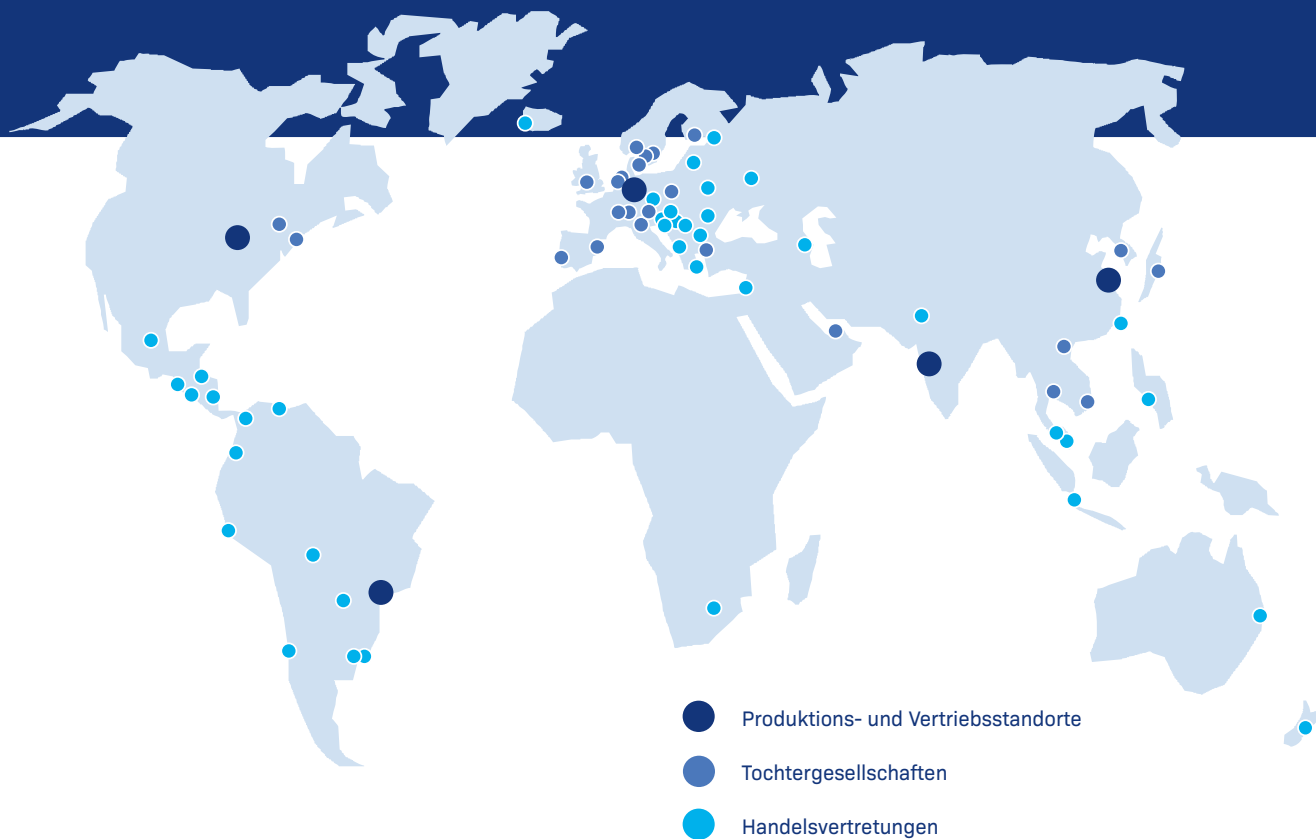 Produktions- und Vertriebsstandorte
Tochtergesellschaften
Handelsvertretungen